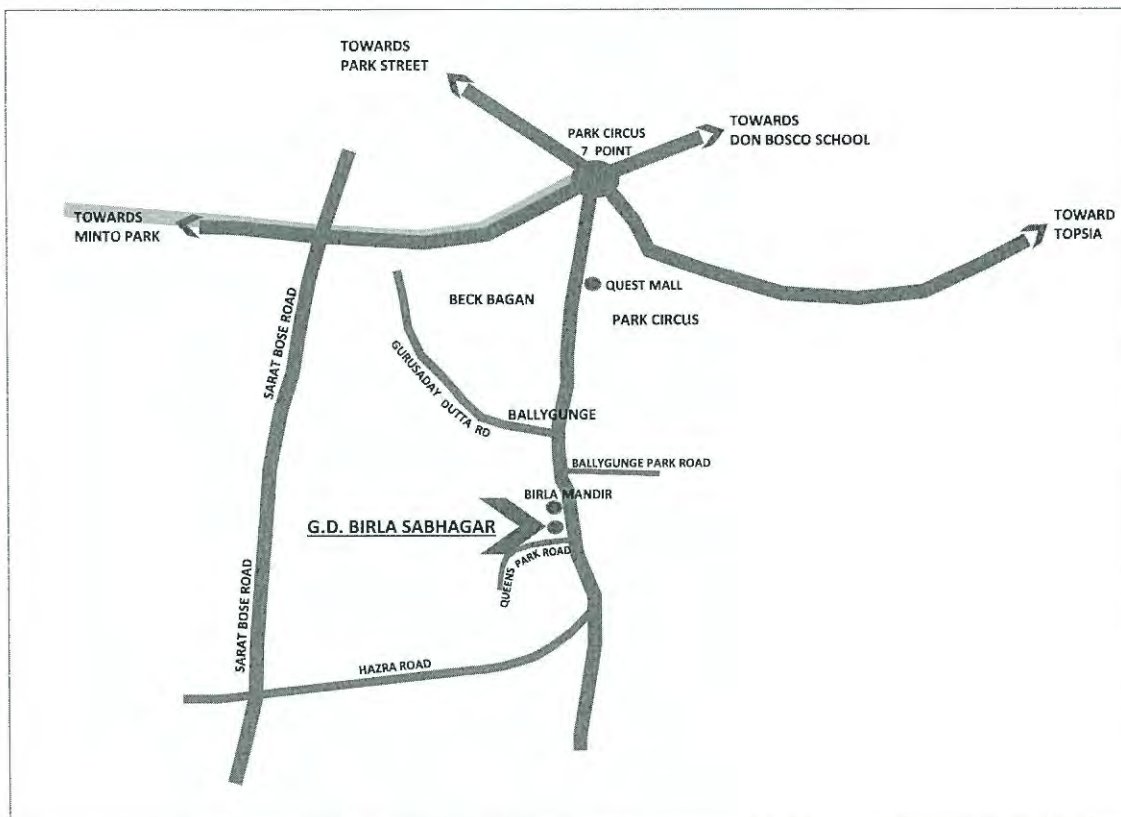 TOWARDS
PARK STREET
PARK CIRCUS
7 POINT
TOWARDS
DON BOSCO SCHOOL
TOWARDS
MINTO PARK
TOWARD
TOPSIA
QUEST MALL
BECK BAGAN
PARK CIRCUS
SARAT BOSE ROAD
GURUSADAY DUTTA RD
BALLYGUNGE
BALLYGUNGE PARK ROAD
BIRLA MANDIR
G.D. BIRLA SABHAGAR
QUEENS PARK ROAD
SARAT BOSE ROAD
HAZRA ROAD